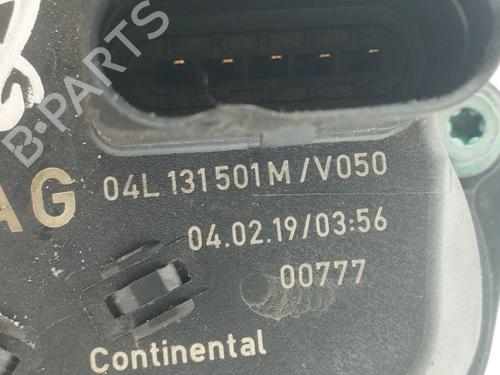 B-PARTS
AG
04L 131 501 M /V050
04.02.19/03:56
00777
Continental